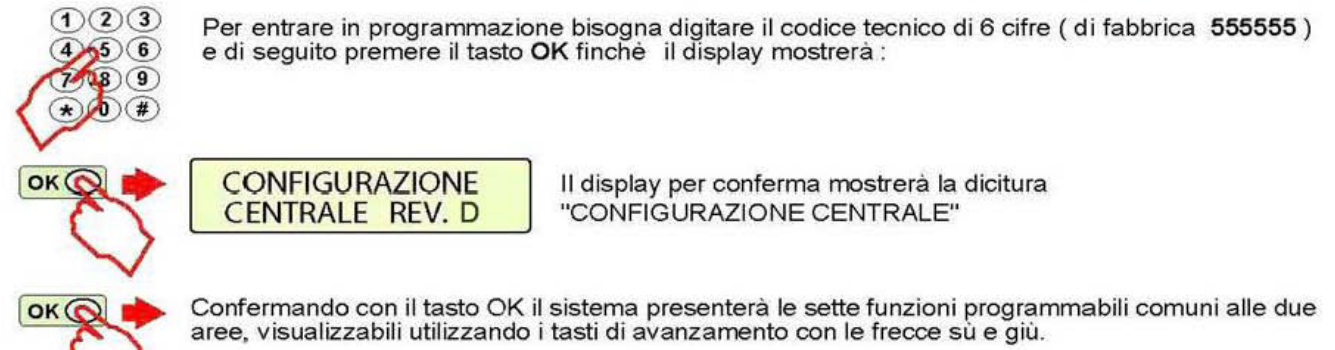 1 2 3
Per entrare in programmazione bisogna digitare il codice tecnico di 6 cifre ( di fabbrica 555555 )
4 5 6
e di seguito premere il tasto OK finchè il display mostrerà :
7 8 9
* 0 #
OK
CONFIGURAZIONE
CENTRALE REV. D
Il display per conferma mostrerà la dicitura
"CONFIGURAZIONE CENTRALE"
OK
Confermando con il tasto OK il sistema presenterà le sette funzioni programmabili comuni alle due
aree, visualizzabili utilizzando i tasti di avanzamento con le frecce sù e giù.